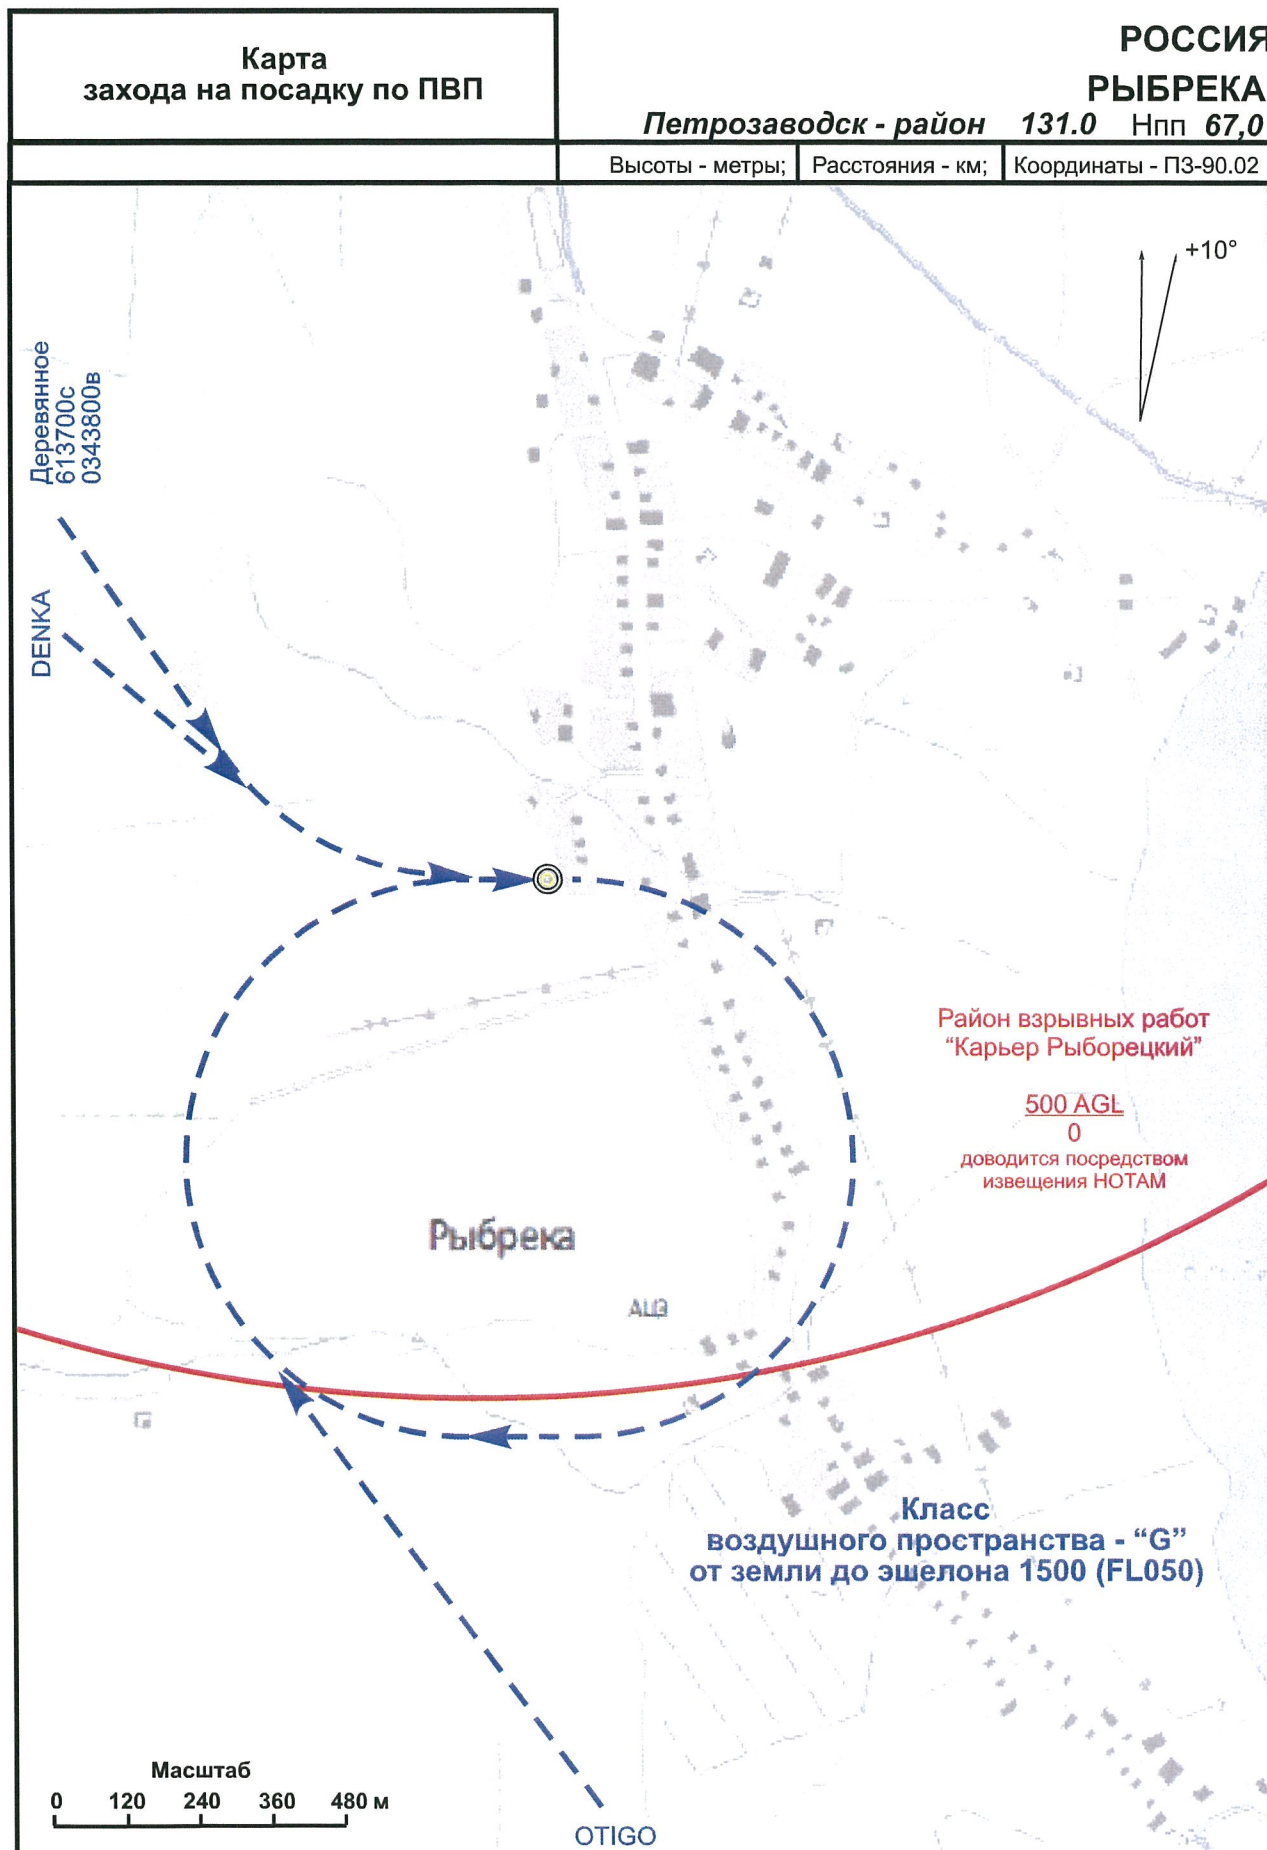 Карта
захода на посадку по ПВП
РОССИЯ
РЫБРЕКА
Петрозаводск - район 131.0 Нпп 67,0
Высоты - метры; Расстояния - км; Координаты - ПЗ-90.02
+10°
Деревянное
613700с
0343800в
DENKA
Район взрывных работ
“Карьер Рыборецкий”
500 AGL
0
доводится посредством
извещения НОТАМ
Рыбрека
АЦЭ
Класс
воздушного пространства - “G”
от земли до эшелона 1500 (FL050)
Масштаб
0 120 240 360 480 м
OTIGO